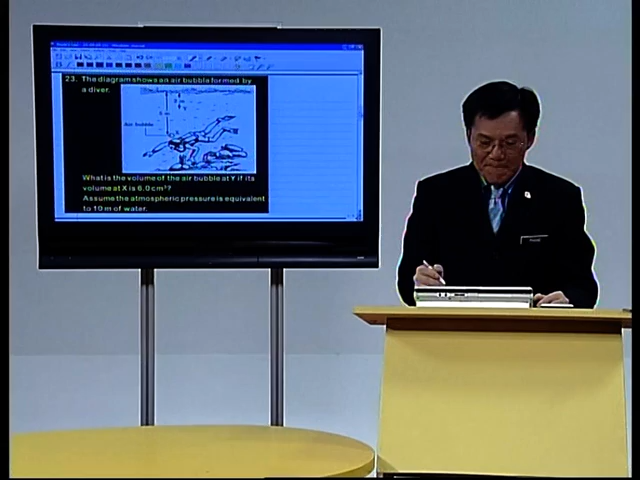 23. The diagram shows an air bubble formed by
a diver.
Air bubble
What is the volume of the air bubble at Y if its
volume at X is 6.0 cm³?
Assume the atmospheric pressure is equivalent
to 10 m of water.